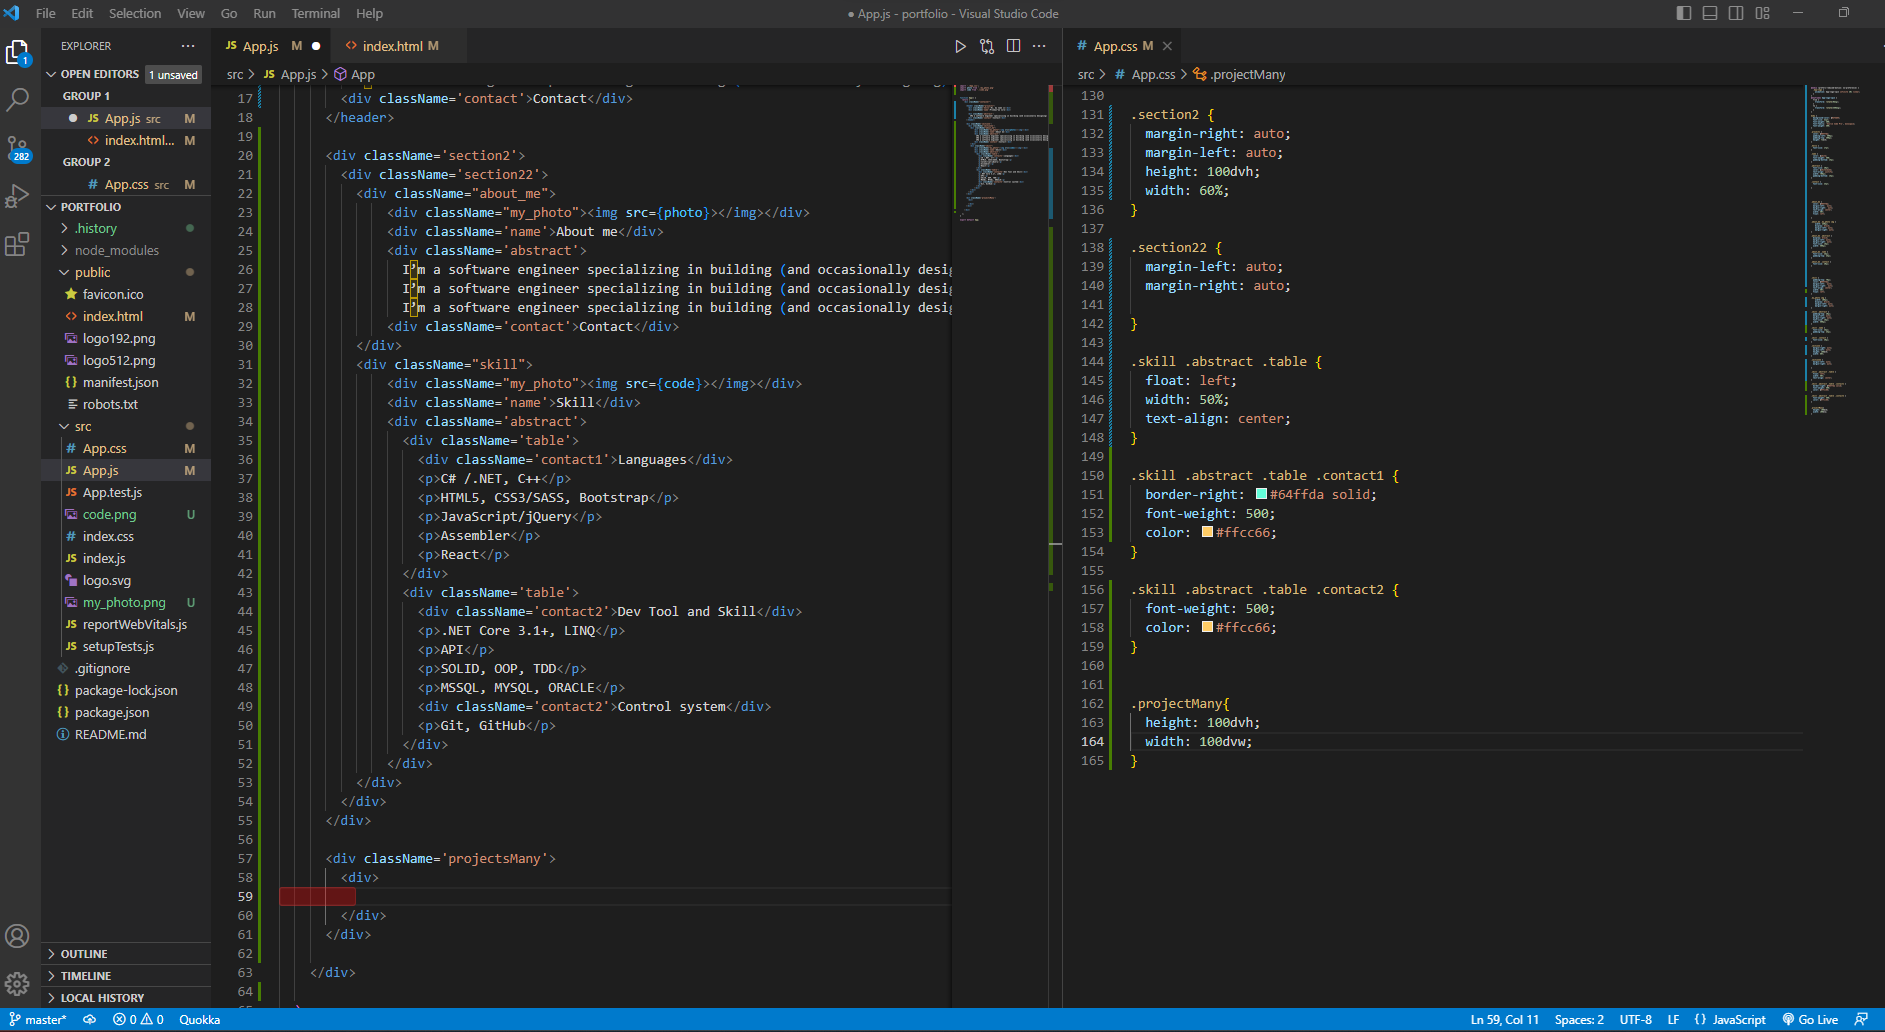 File Edit Selection View Go Run Terminal Help
● App.js - portfolio - Visual Studio Code
EXPLORER
OPEN EDITORS 1 unsaved
GROUP 1
App.js src M
index.html... M
GROUP 2
App.css src M
PORTFOLIO
.history
node_modules
public
favicon.ico
index.html M
logo192.png
logo512.png
manifest.json
robots.txt
src
App.css M
App.js M
App.test.js
code.png U
index.css
index.js
logo.svg
my_photo.png U
reportWebVitals.js
setupTests.js
.gitignore
package-lock.json
package.json
README.md
OUTLINE
TIMELINE
LOCAL HISTORY
App.js M
index.html M
src > App.js > App
17 <div className='contact'>Contact</div>
18 </header>
19
20 <div className='section2'>
21 <div className='section22'>
22 <div className="about_me">
23 <div className="my_photo"><img src={photo}></img></div>
24 <div className='name'>About me</div>
25 <div className='abstract'>
26 I’m a software engineer specializing in building (and occasionally desig
27 I’m a software engineer specializing in building (and occasionally desig
28 I’m a software engineer specializing in building (and occasionally desig
29 <div className='contact'>Contact</div>
30 </div>
31 <div className="skill">
32 <div className="my_photo"><img src={code}></img></div>
33 <div className='name'>Skill</div>
34 <div className='abstract'>
35 <div className='table'>
36 <div className='contact1'>Languages</div>
37 <p>C# /.NET, C++</p>
38 <p>HTML5, CSS3/SASS, Bootstrap</p>
39 <p>JavaScript/jQuery</p>
40 <p>Assembler</p>
41 <p>React</p>
42 </div>
43 <div className='table'>
44 <div className='contact2'>Dev Tool and Skill</div>
45 <p>.NET Core 3.1+, LINQ</p>
46 <p>API</p>
47 <p>SOLID, OOP, TDD</p>
48 <p>MSSQL, MYSQL, ORACLE</p>
49 <div className='contact2'>Control system</div>
50 <p>Git, GitHub</p>
51 </div>
52 </div>
53 </div>
54 </div>
55 </div>
56
57 <div className='projectsMany'>
58 <div>
59
60 </div>
61 </div>
62
63 </div>
64
App.css M
src > App.css > .projectMany
130
131 .section2 {
132 margin-right: auto;
133 margin-left: auto;
134 height: 100dvh;
135 width: 60%;
136 }
137
138 .section22 {
139 margin-left: auto;
140 margin-right: auto;
141
142 }
143
144 .skill .abstract .table {
145 float: left;
146 width: 50%;
147 text-align: center;
148 }
149
150 .skill .abstract .table .contact1 {
151 border-right: #64ffda solid;
152 font-weight: 500;
153 color: #ffcc66;
154 }
155
156 .skill .abstract .table .contact2 {
157 font-weight: 500;
158 color: #ffcc66;
159 }
160
161
162 .projectMany{
163 height: 100dvh;
164 width: 100dvw;
165 }
1
282
master* 0 0 Quokka
Ln 59, Col 11 Spaces: 2 UTF-8 LF {} JavaScript Go Live